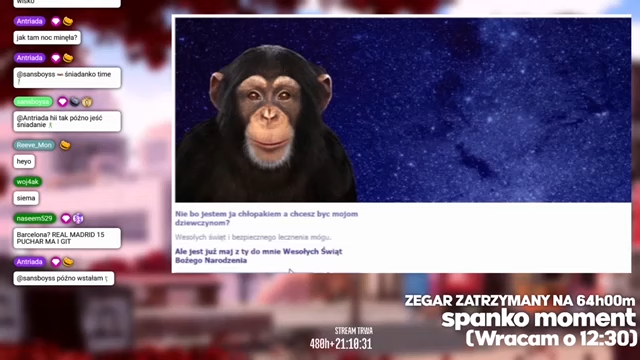 wisko
Antriada
jak tam noc minęła?
Antriada
@sansboyss śniadanko time
sansboyss
@Antriada hii tak późno jeść
śniadanie
Reeve_Mon
heyo
woj4ak
siema
naseem529
Barcelona? REAL MADRID 15
PUCHAR MA I GIT
Antriada
@sansboyss późno wstałam
Nie bo jestem ja chłopakiem a chcesz byc mojom
dziewczynom?
Wesołych świąt i bezpiecznego lecznenia mógu.
Ale jest już maj z ty do mnie Wesołych Świąt
Bożego Narodzenia
ZEGAR ZATRZYMANY NA 64h00m
spanko moment
(Wracam o 12:30)
STREAM TRWA
480h+21:10:31